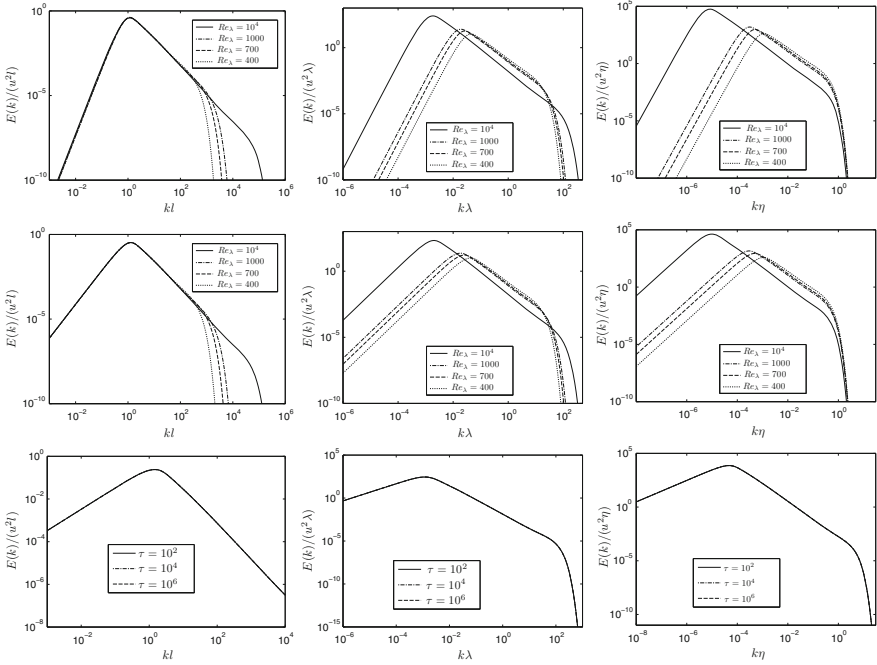 10^0
10^−5
10^−10
E(k)/(u^2 l)
Re_λ = 10^4
Re_λ = 1000
Re_λ = 700
Re_λ = 400
10^−2 10^0 10^2 10^4 10^6
kl
10^0
10^−5
10^−10
E(k)/(u^2 λ)
Re_λ = 10^4
Re_λ = 1000
Re_λ = 700
Re_λ = 400
10^−6 10^−4 10^−2 10^0 10^2
kλ
10^5
10^0
10^−5
10^−10
E(k)/(u^2 η)
Re_λ = 10^4
Re_λ = 1000
Re_λ = 700
Re_λ = 400
10^−8 10^−6 10^−4 10^−2 10^0
kη
10^0
10^−5
10^−10
E(k)/(u^2 l)
Re_λ = 10^4
Re_λ = 1000
Re_λ = 700
Re_λ = 400
10^−2 10^0 10^2 10^4 10^6
kl
10^0
10^−5
10^−10
E(k)/(u^2 λ)
Re_λ = 10^4
Re_λ = 1000
Re_λ = 700
Re_λ = 400
10^−6 10^−4 10^−2 10^0 10^2
kλ
10^5
10^0
10^−5
10^−10
E(k)/(u^2 η)
Re_λ = 10^4
Re_λ = 1000
Re_λ = 700
Re_λ = 400
10^−8 10^−6 10^−4 10^−2 10^0
kη
10^0
10^−2
10^−4
10^−6
10^−8
E(k)/(u^2 l)
τ = 10^2
τ = 10^4
τ = 10^6
10^−2 10^0 10^2 10^4
kl
10^5
10^0
10^−5
10^−10
10^−15
E(k)/(u^2 λ)
τ = 10^2
τ = 10^4
τ = 10^6
10^−6 10^−4 10^−2 10^0 10^2
kλ
10^5
10^0
10^−5
10^−10
E(k)/(u^2 η)
τ = 10^2
τ = 10^4
τ = 10^6
10^−8 10^−6 10^−4 10^−2 10^0 10^2
kη